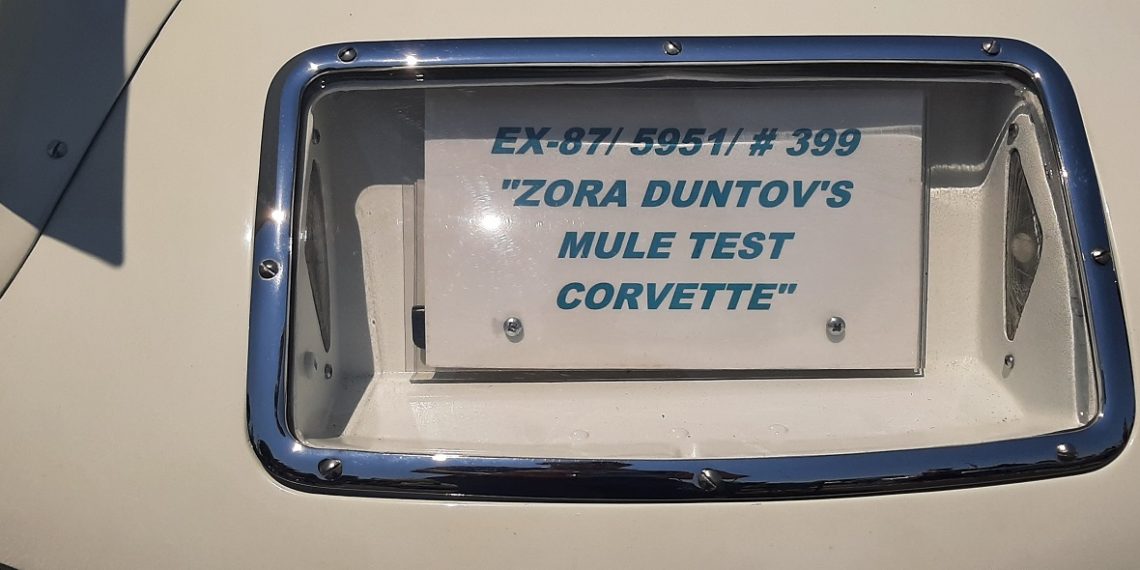 EX-87/ 5951/ # 399
"ZORA DUNTOV'S
MULE TEST
CORVETTE"